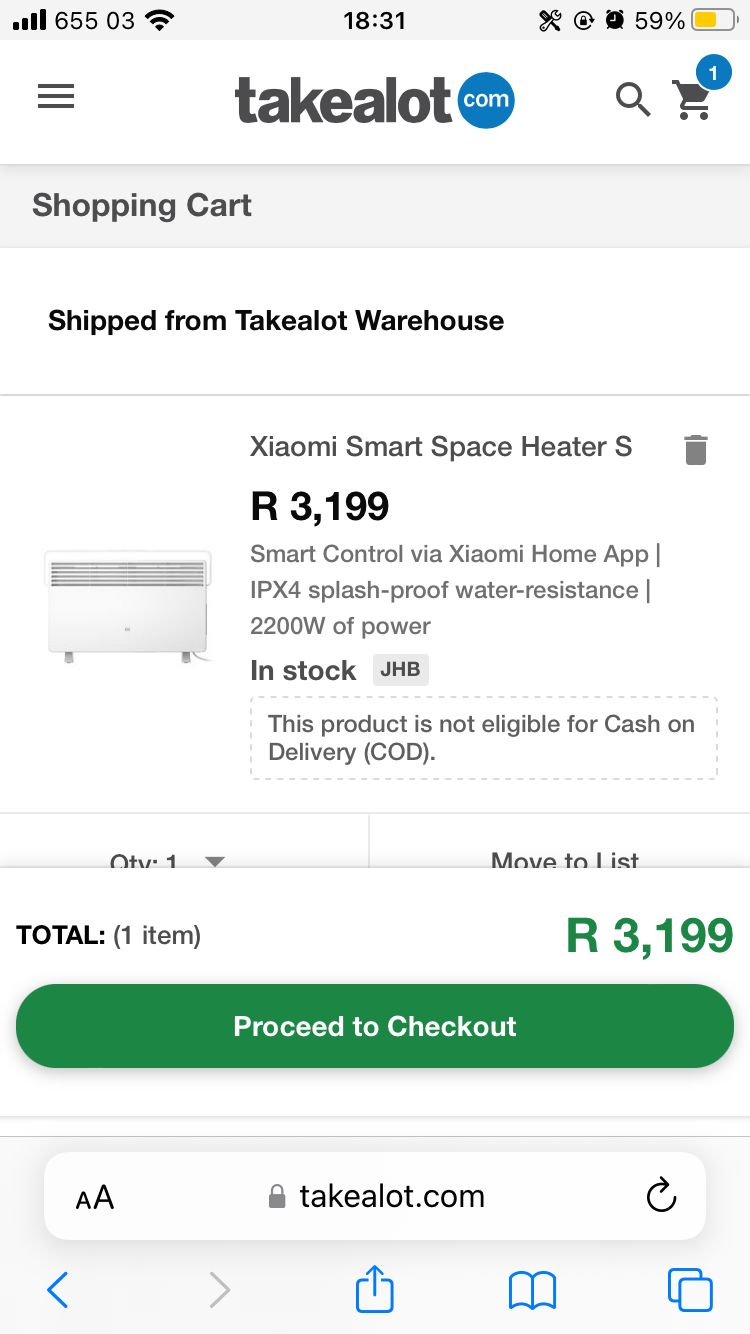 655 03 18:31 59%
takealot com 1
Shopping Cart
Shipped from Takealot Warehouse
Xiaomi Smart Space Heater S
R 3,199
Smart Control via Xiaomi Home App |
IPX4 splash-proof water-resistance |
2200W of power
In stock JHB
This product is not eligible for Cash on
Delivery (COD).
Qty: 1 Move to List
TOTAL: (1 item) R 3,199
Proceed to Checkout
AA takealot.com